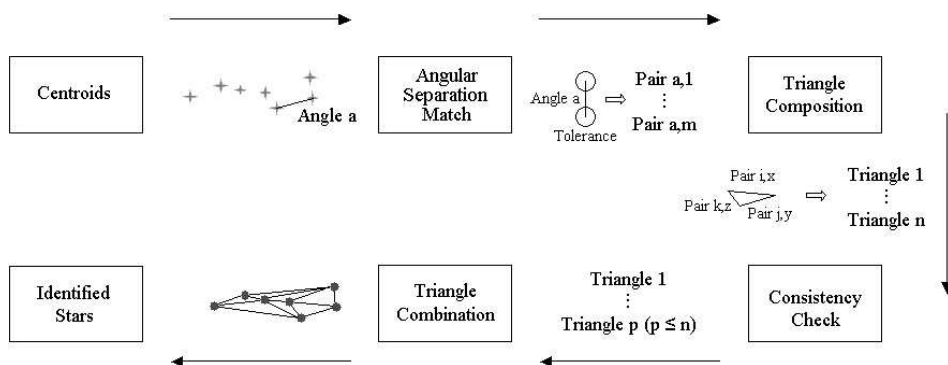 Centroids
Angle a
Angular
Separation
Match
Angle a
Tolerance
Pair a,1
⋮
Pair a,m
Triangle
Composition
Pair i,x
Pair k,z
Pair j,y
Triangle 1
⋮
Triangle n
Consistency
Check
Triangle 1
⋮
Triangle p (p ≤ n)
Triangle
Combination
Identified
Stars